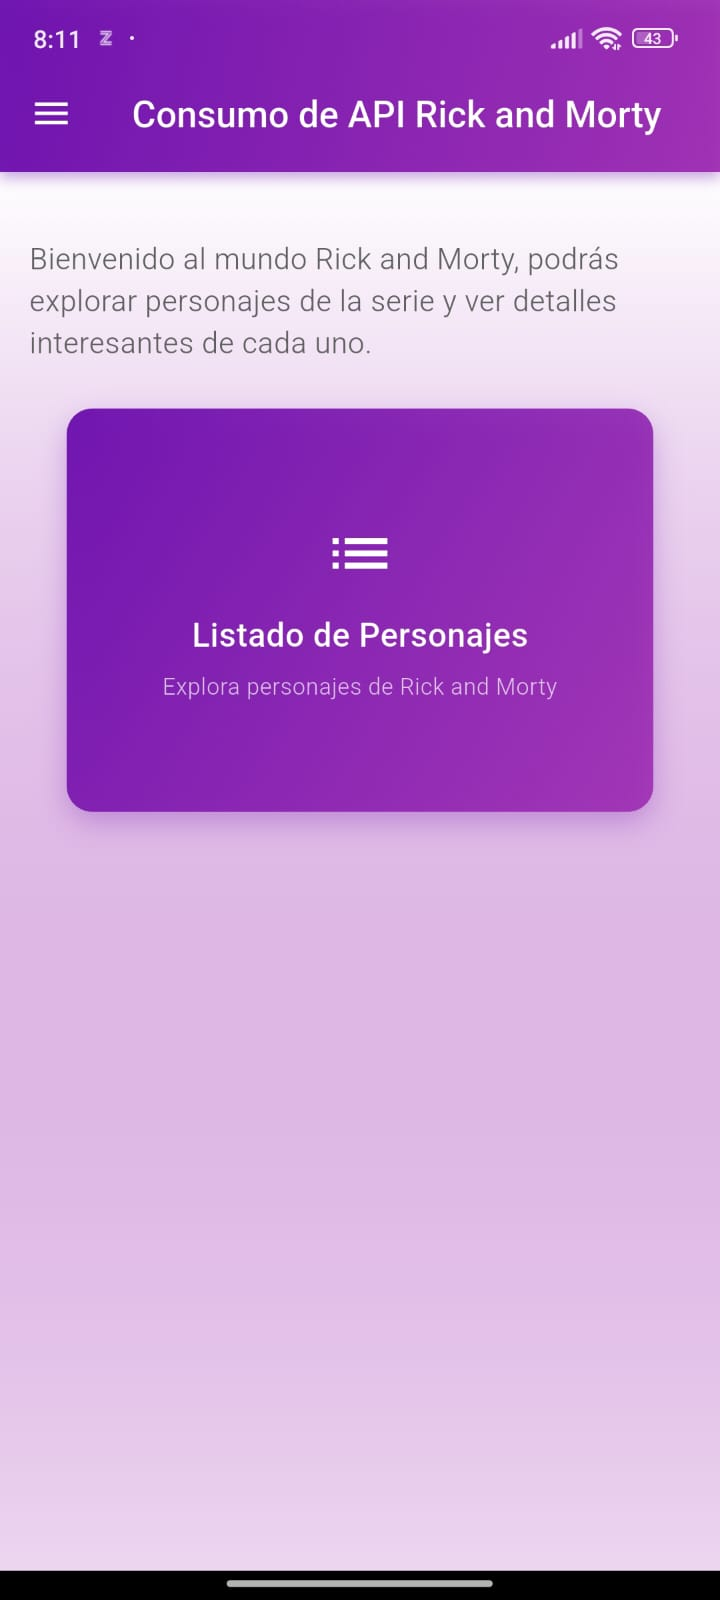 8:11
43
Consumo de API Rick and Morty
Bienvenido al mundo Rick and Morty, podrás
explorar personajes de la serie y ver detalles
interesantes de cada uno.
Listado de Personajes
Explora personajes de Rick and Morty